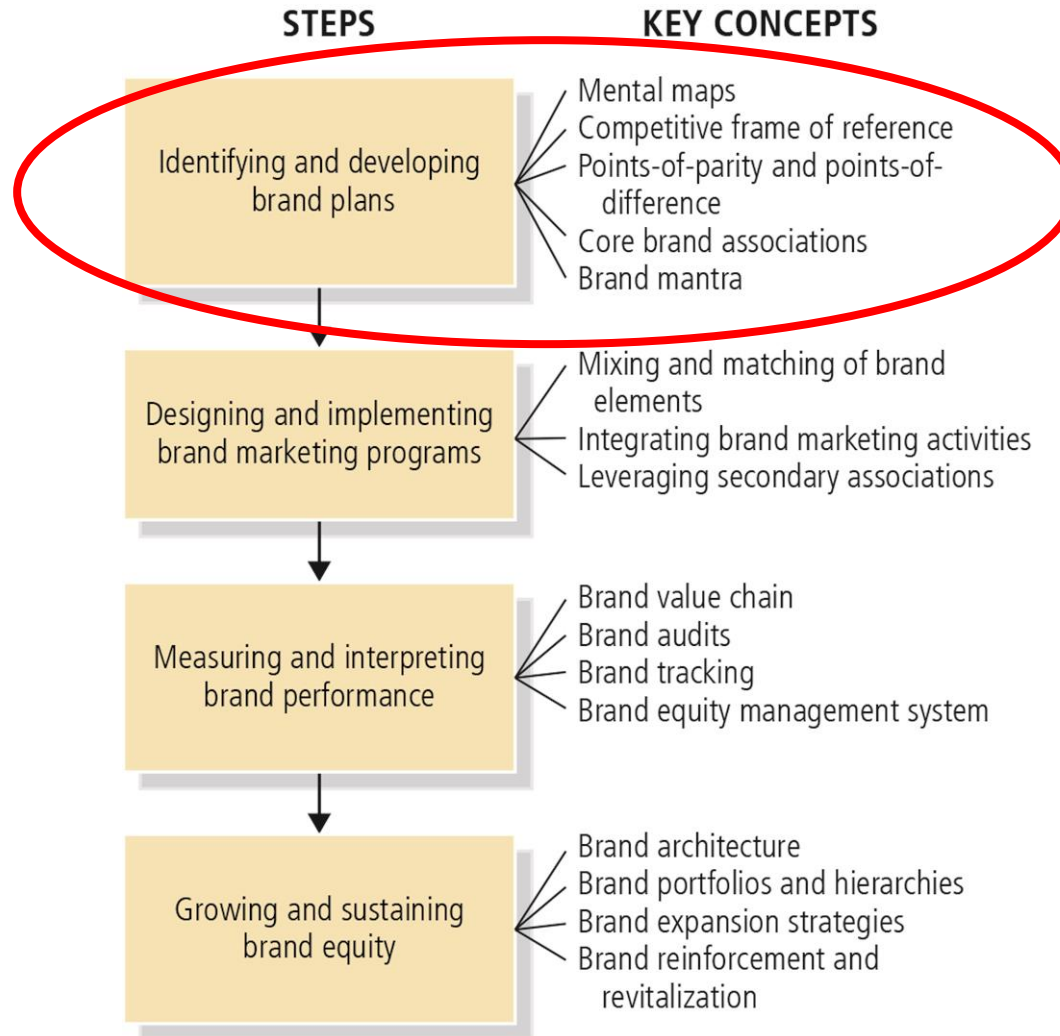 STEPS
KEY CONCEPTS
Identifying and developing
brand plans
Mental maps
Competitive frame of reference
Points-of-parity and points-of-
difference
Core brand associations
Brand mantra
Designing and implementing
brand marketing programs
Mixing and matching of brand
elements
Integrating brand marketing activities
Leveraging secondary associations
Measuring and interpreting
brand performance
Brand value chain
Brand audits
Brand tracking
Brand equity management system
Growing and sustaining
brand equity
Brand architecture
Brand portfolios and hierarchies
Brand expansion strategies
Brand reinforcement and
revitalization